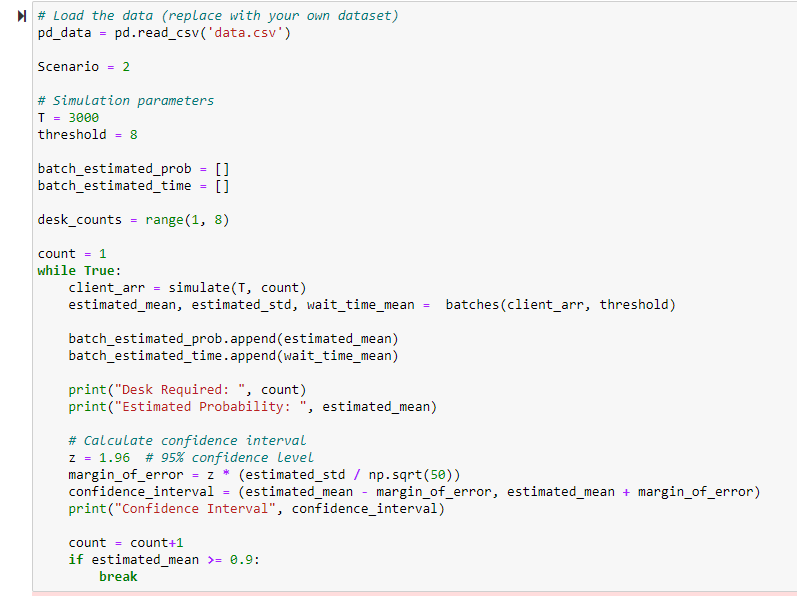 # Load the data (replace with your own dataset)
pd_data = pd.read_csv('data.csv')
Scenario = 2
# Simulation parameters
T = 3000
threshold = 8
batch_estimated_prob = []
batch_estimated_time = []
desk_counts = range(1, 8)
count = 1
while True:
    client_arr = simulate(T, count)
    estimated_mean, estimated_std, wait_time_mean =  batches(client_arr, threshold)
    batch_estimated_prob.append(estimated_mean)
    batch_estimated_time.append(wait_time_mean)
    print("Desk Required: ", count)
    print("Estimated Probability: ", estimated_mean)
    # Calculate confidence interval
    z = 1.96  # 95% confidence level
    margin_of_error = z * (estimated_std / np.sqrt(50))
    confidence_interval = (estimated_mean - margin_of_error, estimated_mean + margin_of_error)
    print("Confidence Interval", confidence_interval)
    count = count+1
    if estimated_mean >= 0.9:
        break